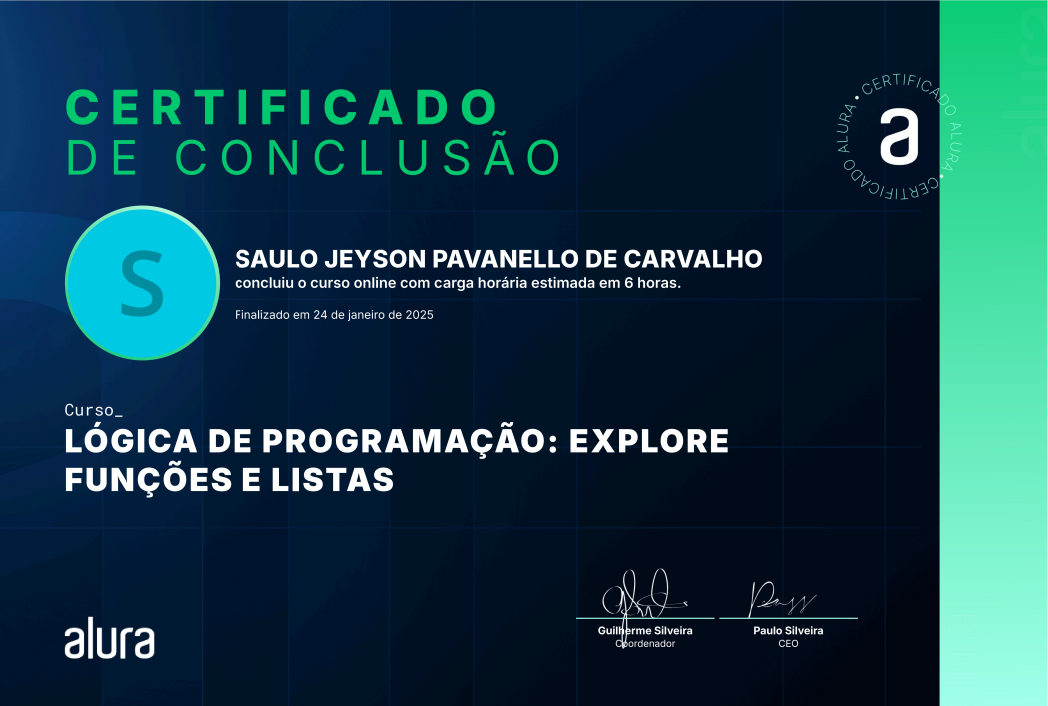 CERTIFICADO
DE CONCLUSÃO
• CERTIFICADO ALURA • CERTIFICADO ALURA
a
S
SAULO JEYSON PAVANELLO DE CARVALHO
concluiu o curso online com carga horária estimada em 6 horas.
Finalizado em 24 de janeiro de 2025
Curso_
LÓGICA DE PROGRAMAÇÃO: EXPLORE
FUNÇÕES E LISTAS
alura
Guilherme Silveira
Coordenador
Paulo Silveira
CEO